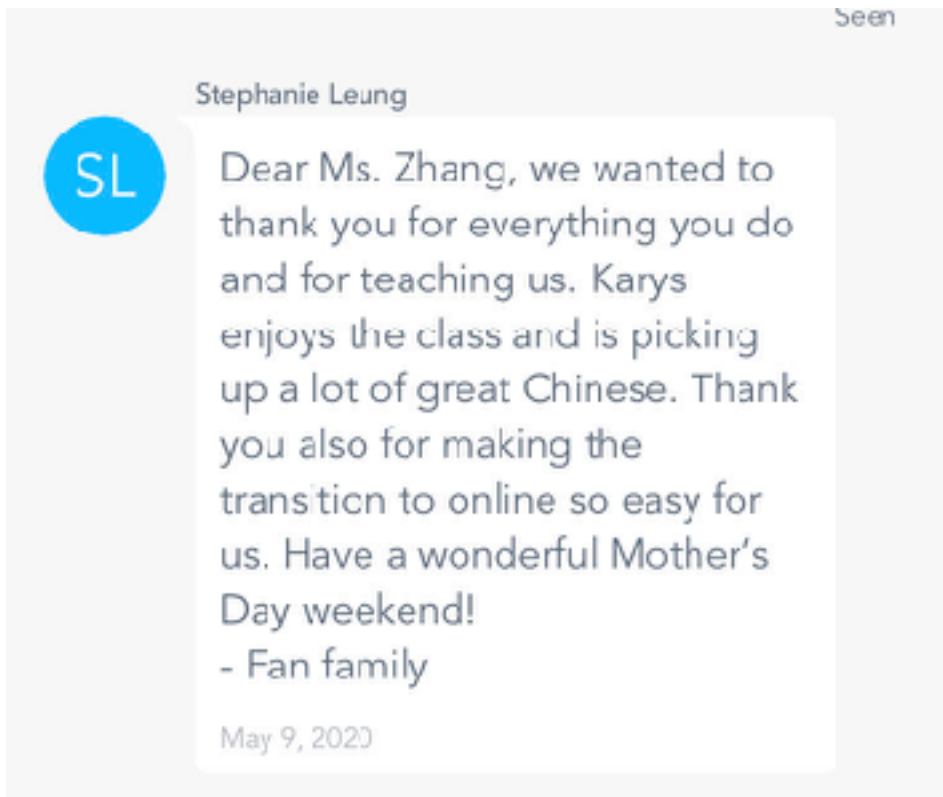 Seen
Stephanie Leung
SL
Dear Ms. Zhang, we wanted to
thank you for everything you do
and for teaching us. Karys
enjoys the class and is picking
up a lot of great Chinese. Thank
you also for making the
transition to online so easy for
us. Have a wonderful Mother's
Day weekend!
- Fan family
May 9, 2020